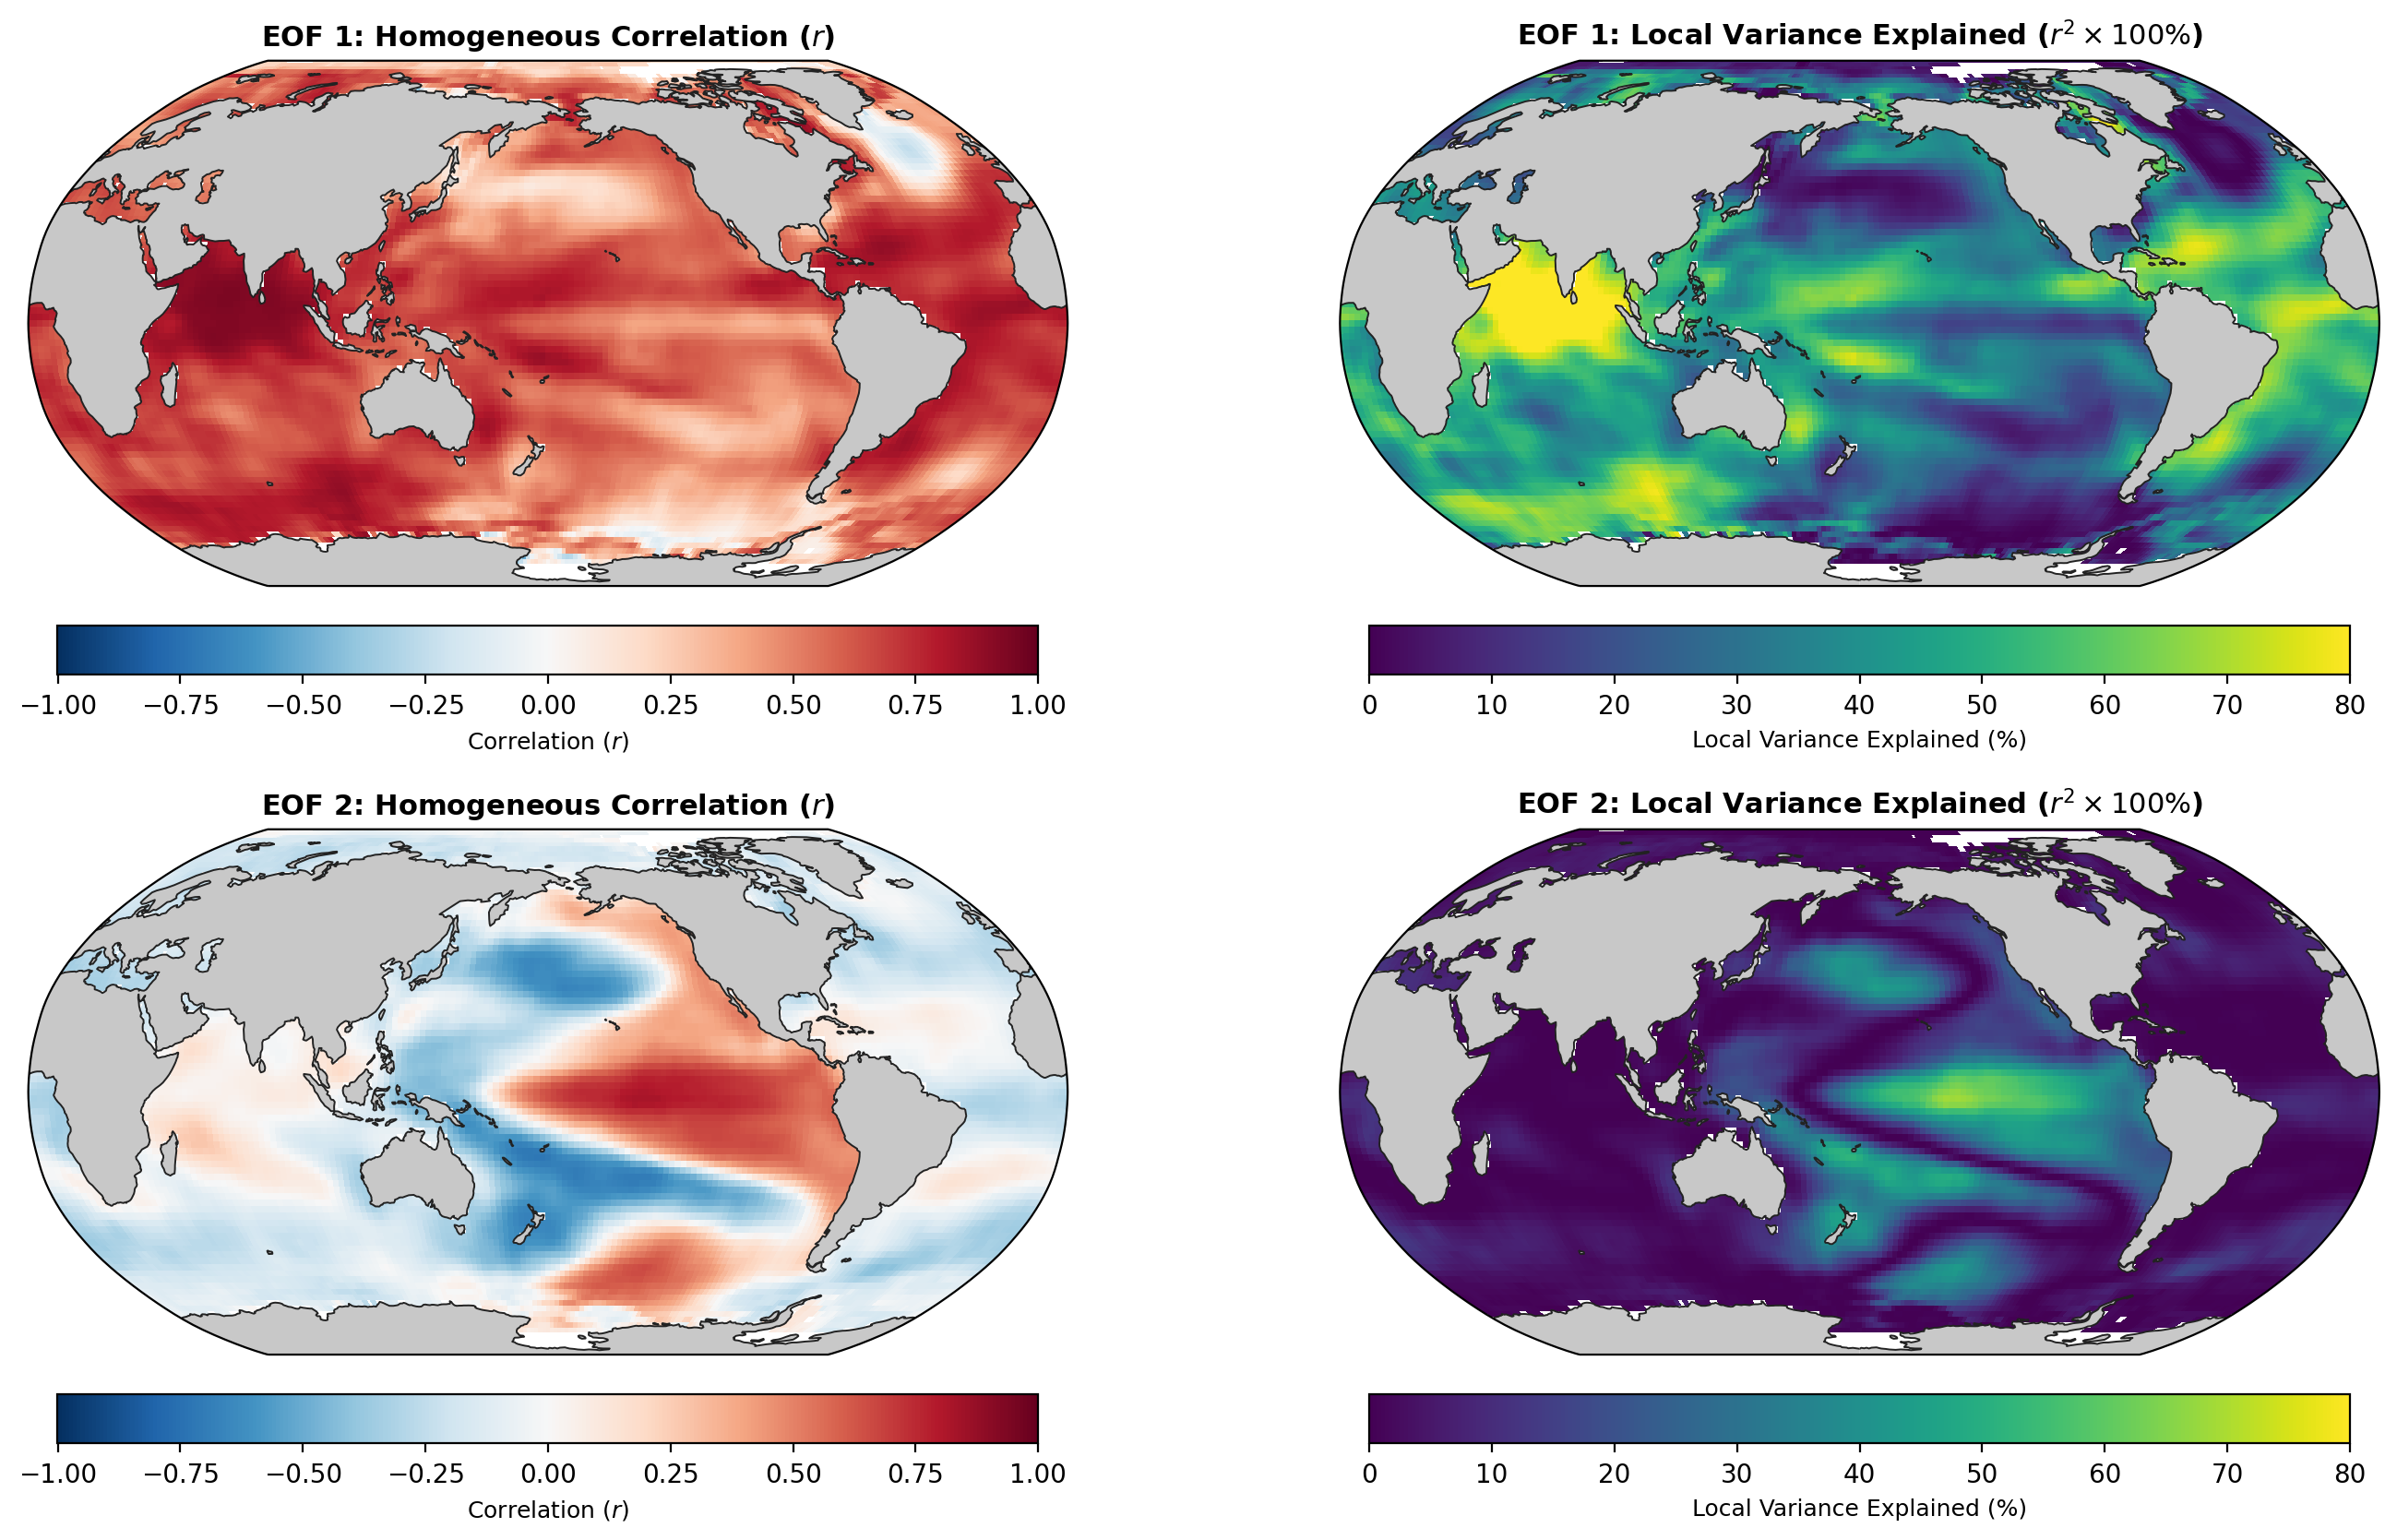 EOF 1: Homogeneous Correlation (r)
EOF 1: Local Variance Explained (r² × 100%)
−1.00 −0.75 −0.50 −0.25 0.00 0.25 0.50 0.75 1.00
Correlation (r)
0 10 20 30 40 50 60 70 80
Local Variance Explained (%)
EOF 2: Homogeneous Correlation (r)
EOF 2: Local Variance Explained (r² × 100%)
−1.00 −0.75 −0.50 −0.25 0.00 0.25 0.50 0.75 1.00
Correlation (r)
0 10 20 30 40 50 60 70 80
Local Variance Explained (%)